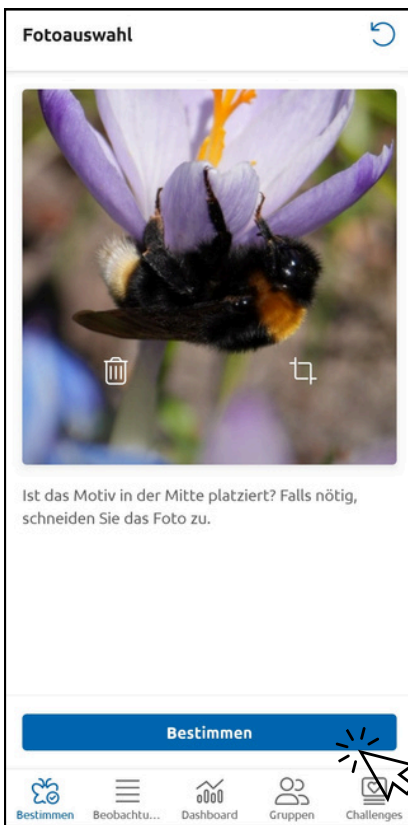 Fotoauswahl
Ist das Motiv in der Mitte platziert? Falls nötig,
schneiden Sie das Foto zu.
Bestimmen
Bestimmen Beobachtu... Dashboard Gruppen Challenges